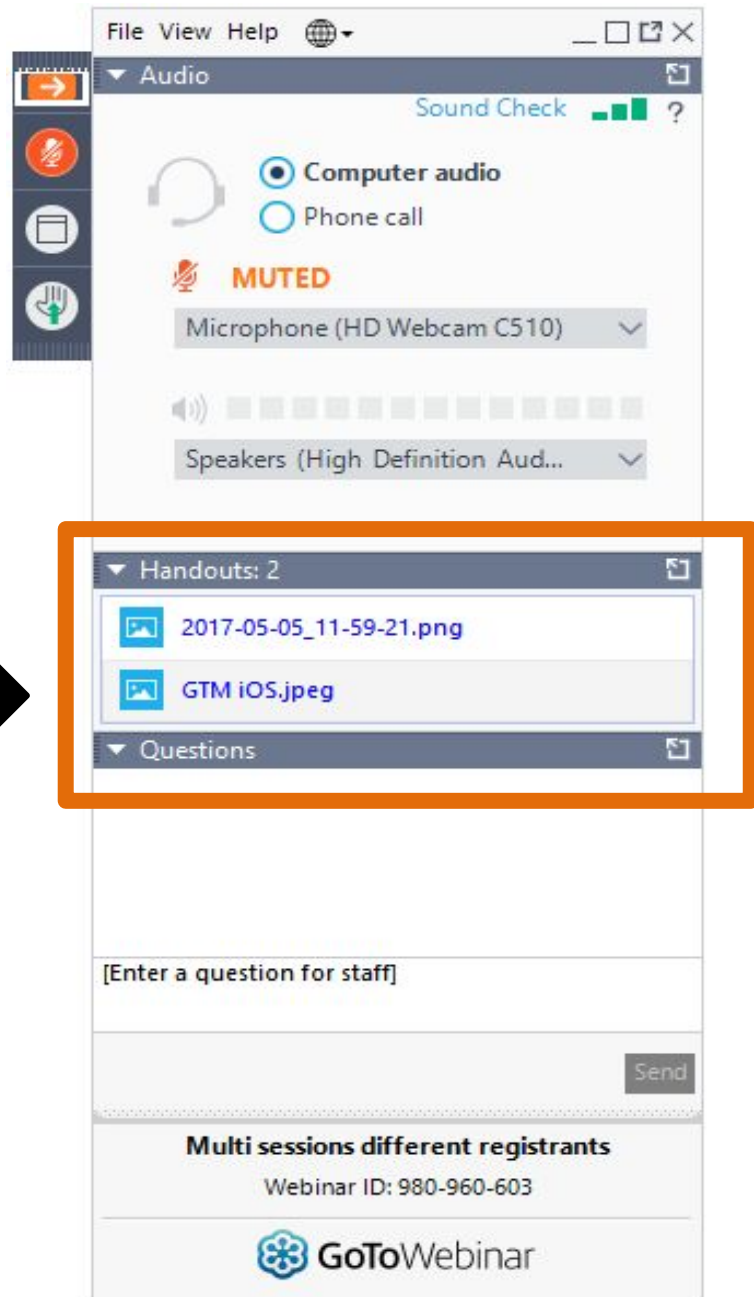 File View Help
Audio
Sound Check ?
Computer audio
Phone call
MUTED
Microphone (HD Webcam C510)
Speakers (High Definition Aud...
Handouts: 2
2017-05-05_11-59-21.png
GTM iOS.jpeg
Questions
[Enter a question for staff]
Send
Multi sessions different registrants
Webinar ID: 980-960-603
GoToWebinar